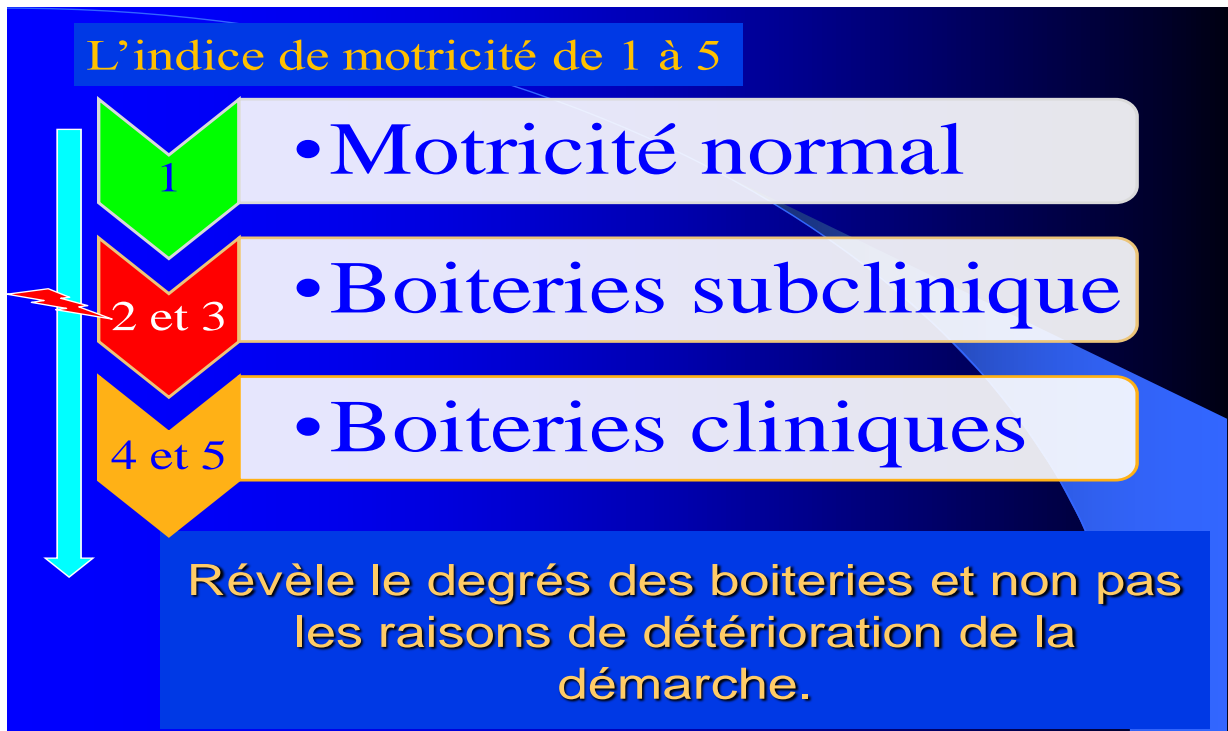 L’indice de motricité de 1 à 5
1
•Motricité normal
2 et 3
•Boiteries subclinique
4 et 5
•Boiteries cliniques
Révèle le degrés des boiteries et non pas
les raisons de détérioration de la
démarche.